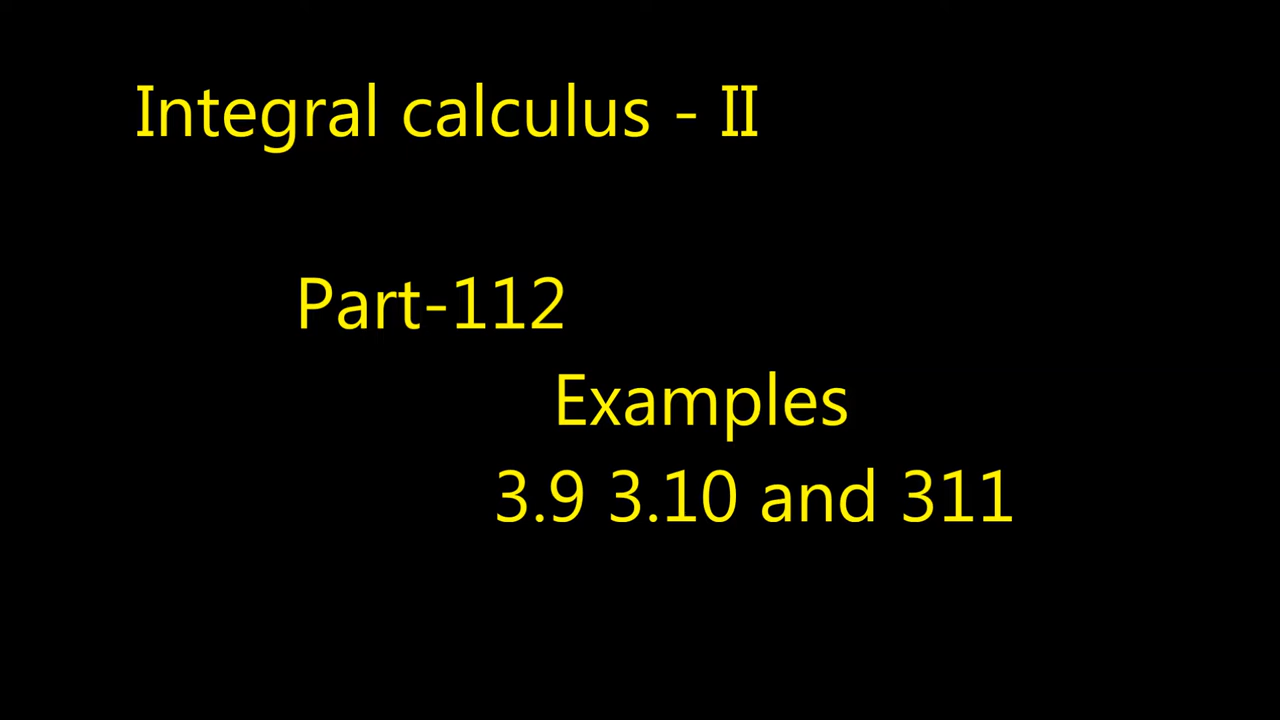 Integral calculus - II
Part-112
Examples
3.9 3.10 and 311